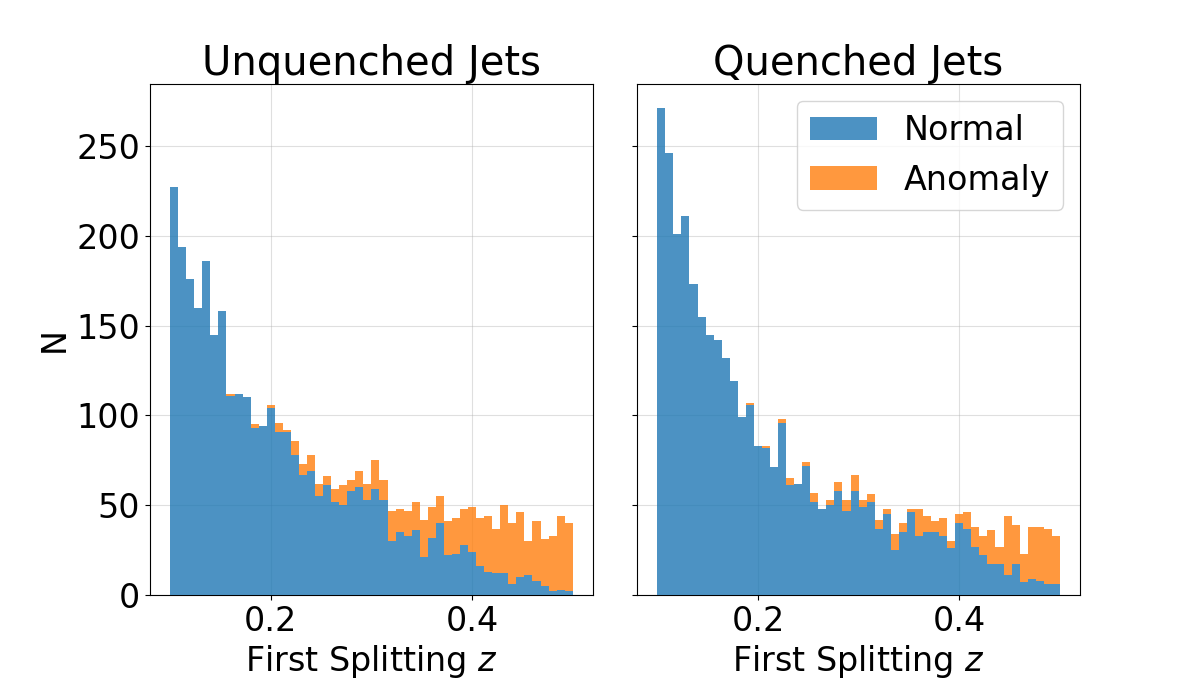 Unquenched Jets
Quenched Jets
Normal
Anomaly
250
200
150
100
50
0
N
0.2
0.4
0.2
0.4
First Splitting z
First Splitting z